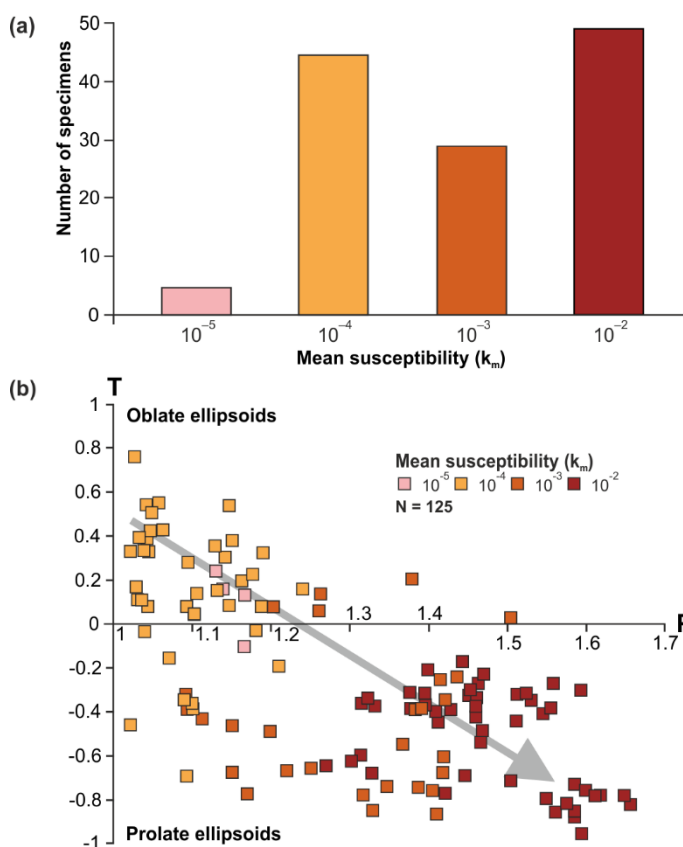 (a)
Number of specimens
50
40
30
20
10
0
10⁻⁵ 10⁻⁴ 10⁻³ 10⁻²
Mean susceptibility (kₘ)
(b)
T
Oblate ellipsoids
1
0.8
0.6
0.4
0.2
0
-0.2
-0.4
-0.6
-0.8
-1
Mean susceptibility (kₘ)
10⁻⁵ 10⁻⁴ 10⁻³ 10⁻²
N = 125
1 1.1 1.2 1.3 1.4 1.5 1.6 1.7
Prolate ellipsoids